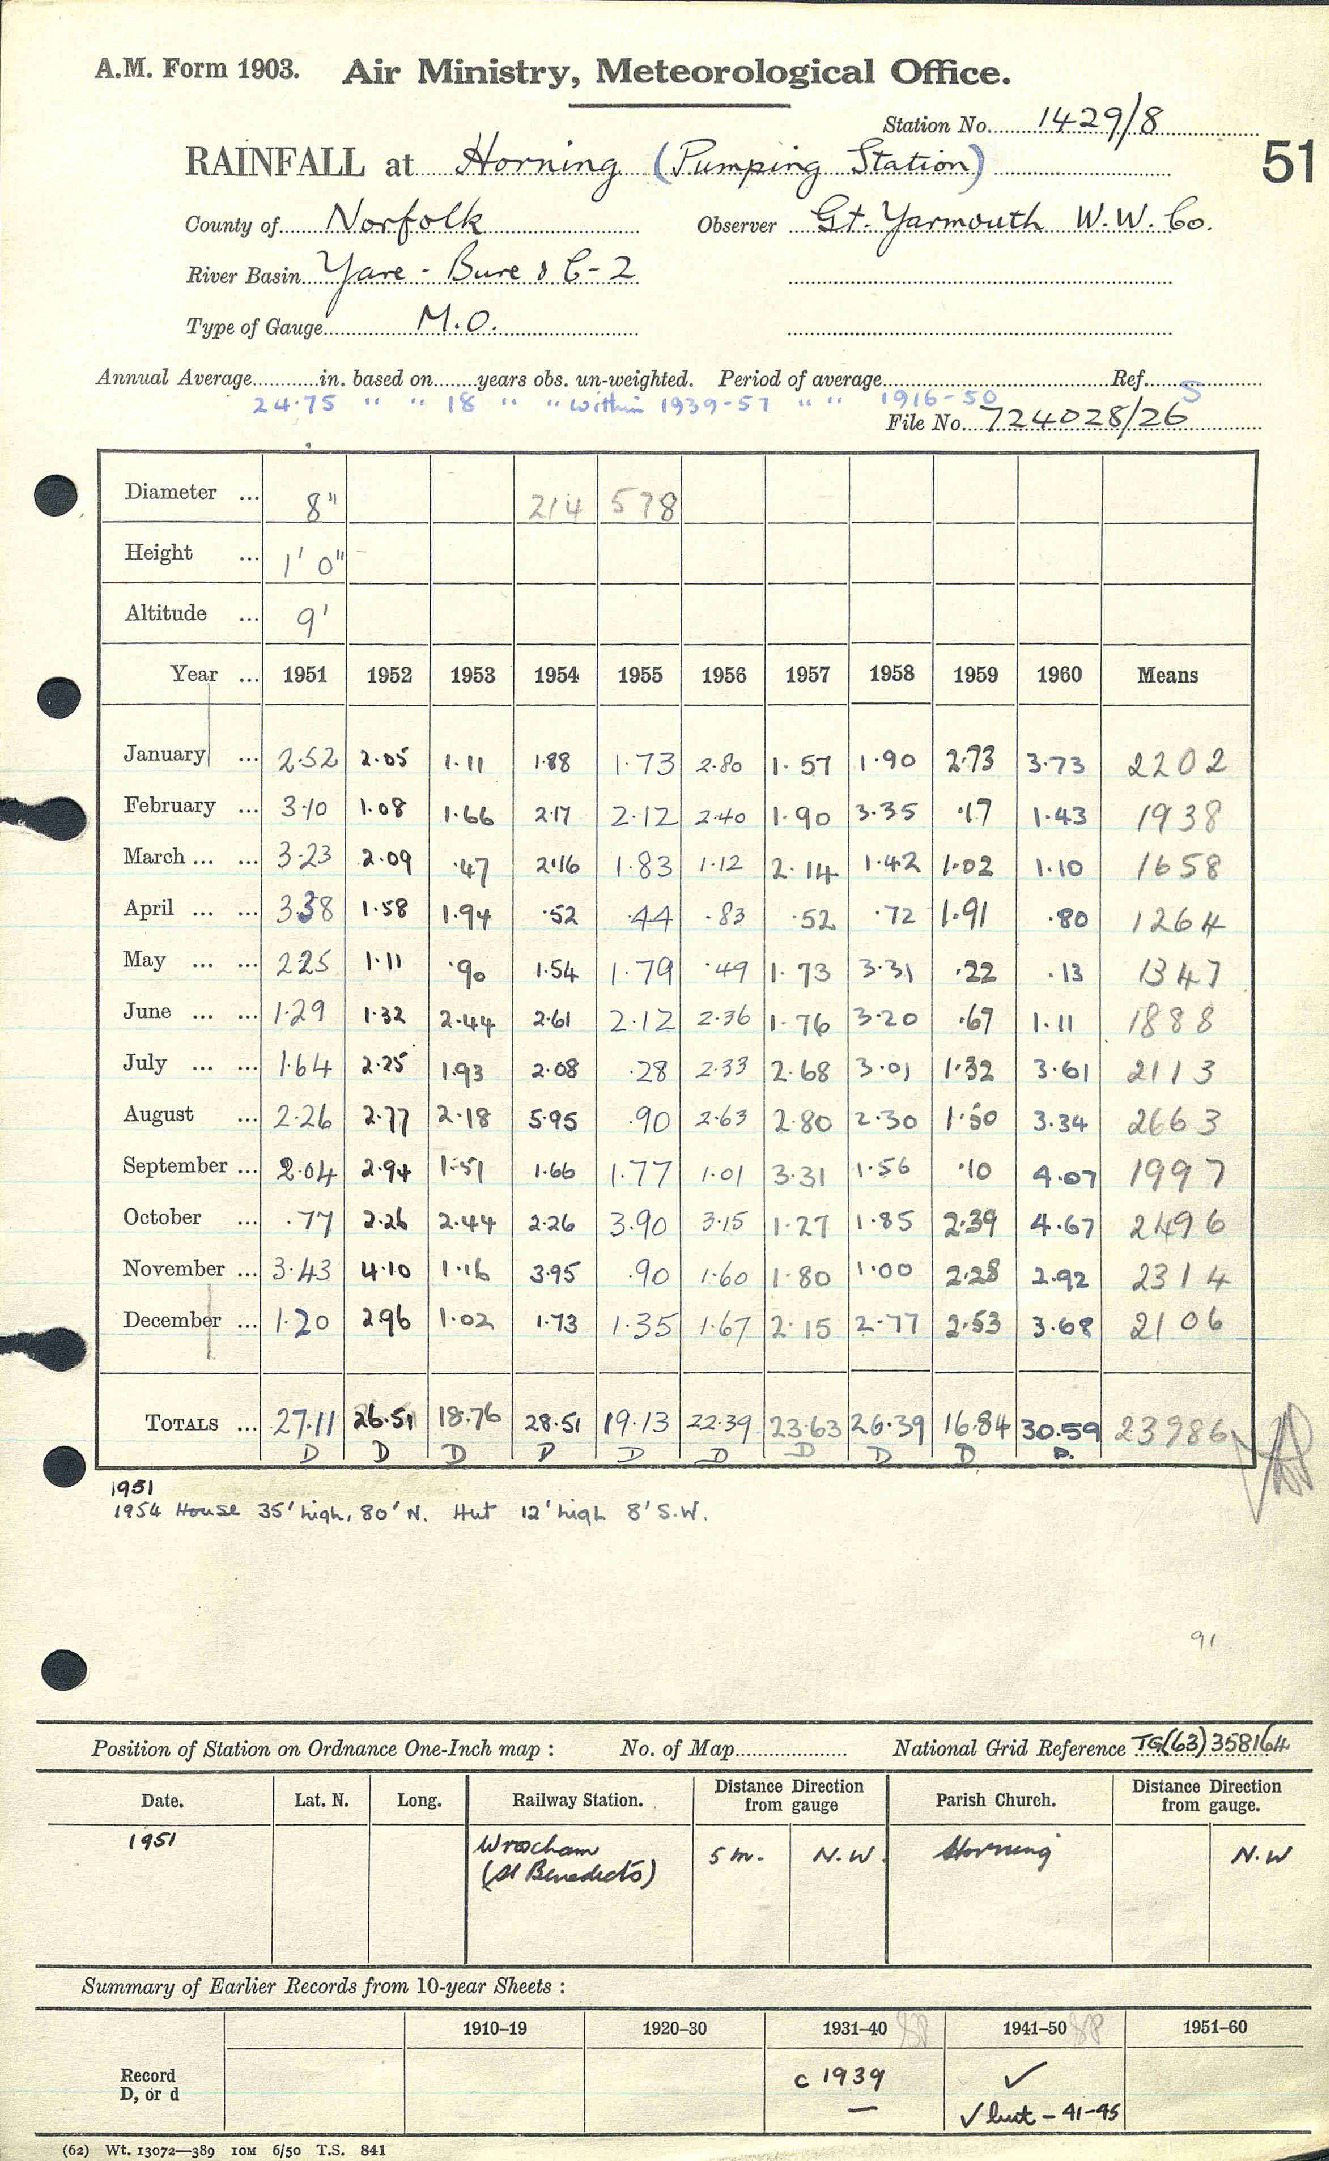 A.M. Form 1903. Air Ministry, Meteorological Office.
Station No. 1429/8
51
RAINFALL at Horning (Pumping Station)
County of Norfolk Observer Gt. Yarmouth W.W. Co.
River Basin Yare - Bure & C-2
Type of Gauge M.O.
Annual Average............in. based on........years obs. un-weighted. Period of average........Ref. S
24.75 " " 18 " " within 1939-57 " " 1916-50
File No. 724028/26
Diameter ... 8" 214 578
Height ... 1' 0"
Altitude ... 9'
Year ... 1951 1952 1953 1954 1955 1956 1957 1958 1959 1960 Means
January ... 2.52 2.05 1.11 1.88 1.73 2.80 1.57 1.90 2.73 3.73 2202
February ... 3.10 1.08 1.66 2.17 2.12 2.40 1.90 3.35 .17 1.43 1938
March ... ... 3.23 2.09 .47 2.16 1.83 1.12 2.14 1.42 1.02 1.10 1658
April ... ... 3.38 1.58 1.94 .52 .44 .83 .52 .72 1.91 .80 1264
May ... ... 2.25 1.11 .90 1.54 1.79 .49 1.73 3.31 .22 .13 1347
June ... ... 1.29 1.32 2.44 2.61 2.12 2.36 1.76 3.20 .67 1.11 1888
July ... ... 1.64 2.25 1.93 2.08 .28 2.33 2.68 3.01 1.32 3.61 2113
August ... 2.26 2.77 2.18 5.95 .90 2.63 2.80 2.30 1.50 3.34 2663
September ... 2.04 2.94 1.51 1.66 1.77 1.01 3.31 1.56 .10 4.07 1997
October ... .77 2.26 2.44 2.26 3.90 3.15 1.27 1.85 2.39 4.67 2496
November ... 3.43 4.10 1.16 3.95 .90 1.60 1.80 1.00 2.28 2.92 2314
December ... 1.20 2.96 1.02 1.73 1.35 1.67 2.15 2.77 2.53 3.68 2106
TOTALS ... 27.11 26.51 18.76 28.51 19.13 22.39 23.63 26.39 16.84 30.59 23986
D D D D D D D D D D.
1951
1954 House 35' high, 80' N. Hut 12' high 8' S.W.
91
Position of Station on Ordnance One-Inch map : No. of Map.................... National Grid Reference TG(63)358164
Date. Lat. N. Long. Railway Station. Distance Direction from gauge Parish Church. Distance Direction from gauge.
1951 Wroxham 5 m. N.W. Horning N.W
(St Benedicts)
Summary of Earlier Records from 10-year Sheets :
1910–19 1920–30 1931–40 1941–50 1951–60
Record c 1939 ✓
D, or d — ✓ but - 41-45
(62) Wt. 13072—389 10M 6/50 T.S. 841